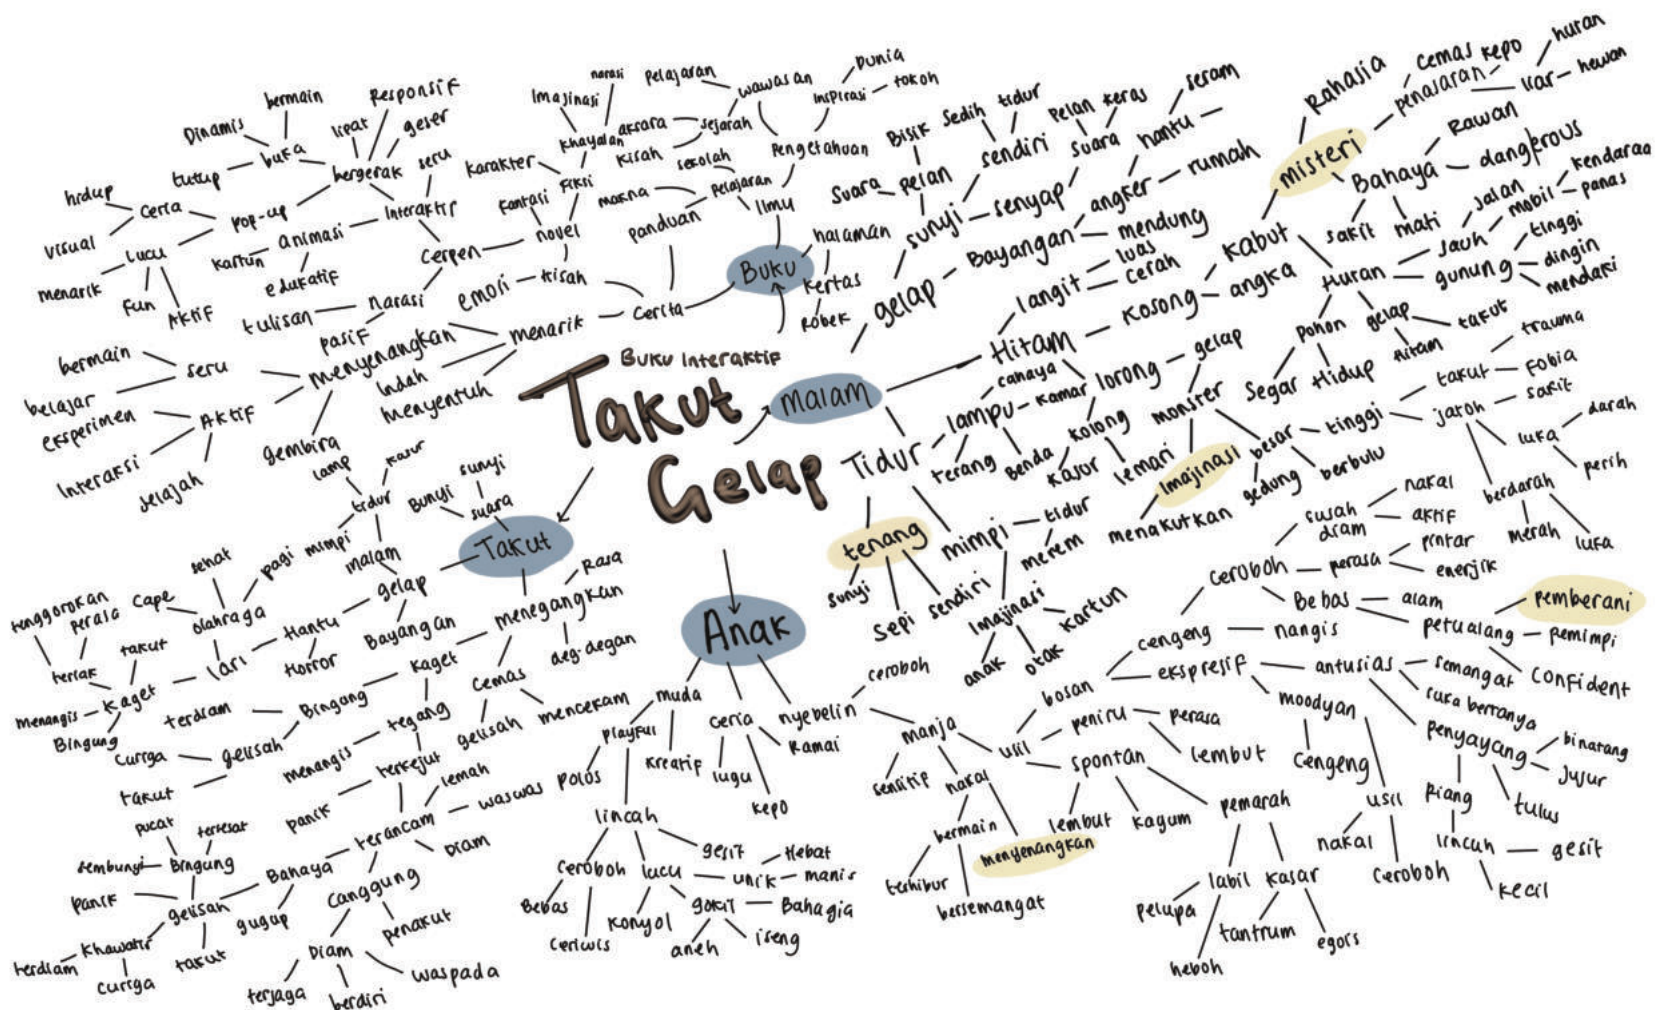 Buku Interaktif
Takut
Gelap
Buku
halaman
kertas
Robek
Ilmu
Pelajaran
sekolah
makna
panduan
Pengetahuan
Inspirasi
Dunia
tokoh
wawasan
Pelajaran
sejarah
aksara
kisah
Cerita
kisah
emosi
novel
fantasi
fiksi
karakter
khayalan
Imajinasi
narasi
Cerpen
Interaktif
seru
bergerak
Responsif
geser
lipat
buka
bermain
Dinamis
tutup
Pop-up
Ceria
hidup
visual
Lucu
menarik
Fun
Aktif
animasi
kartun
edukatif
narasi
tulisan
pasif
menarik
Indah
menyentuh
menyenangkan
seru
bermain
belajar
Aktif
eksperimen
Interaksi
Jelajah
gembira
malam
gelap
sunyi
pelan
Bisik
Suara
sendiri
Sedih
tidur
senyap
suara
Pelan
keras
Bayangan
mendung
angker
rumah
hantu
seram
Hitam
langit
luas
Cerah
Kosong
angka
Kabut
misteri
Rahasia
penasaran
cemas
kepo
liar
hutan
hewan
Bahaya
Rawan
dangerous
sakit
mati
Hutan
Jauh
Jalan
mobil
kendaraa
panas
gunung
tinggi
dingin
mendaki
gelap
takut
Hitam
Pohon
Segar
Hidup
lorong
gelap
monster
Imajinasi
menakutkan
besar
gedung
berbulu
tinggi
takut
trauma
Fobia
jatoh
sakit
luka
darah
perih
berdarah
Merah
luka
kolong
kasur
lemari
Tidur
lampu
cahaya
kamar
terang
Benda
tenang
sunyi
Sepi
sendiri
mimpi
tidur
merem
Imajinasi
anak
otak
kartun
Takut
suara
Bunyi
sunyi
gelap
malam
tidur
lamp
kasur
mimpi
Bayangan
Hantu
Horror
lari
olahraga
sehat
Cape
pagi
kaget
takut
teriak
tenggorokan
perasa
menangis
Bingung
menegangkan
Rasa
deg-degan
cemas
gelisah
mencekam
kaget
Bingung
terdiam
gelisah
Curiga
takut
tegang
menangis
terkejut
panik
terancam
lemah
waswas
Diam
Bahaya
gugup
gelisah
Bingung
pucat
tersesat
sembunyi
panik
Khawatir
terdiam
curiga
takut
Canggung
penakut
Diam
terjaga
berdiri
waspada
Anak
muda
playful
polos
kreatif
lincah
Ceroboh
Bebas
Ceriwis
lucu
konyol
gesit
unik
Hebat
manis
gokil
Bahagia
aneh
iseng
Ceria
lugu
kepo
Ramai
nyebelin
ceroboh
manja
sensitif
nakal
bermain
terhibur
bersemangat
menyenangkan
usil
bosan
cengeng
nangis
ceroboh
susah
diam
nakal
aktif
perasa
pintar
enerjik
Bebas
alam
petualang
pemberani
pemimpi
confident
ekspresif
antusias
semangat
suka bertanya
penyayang
binatang
Jujur
tulus
Riang
lincah
gesit
kecil
moodyan
Cengeng
usil
nakal
Ceroboh
peniru
perasa
lembut
spontan
lembut
kagum
pemarah
labil
pelupa
heboh
kasar
tantrum
egois